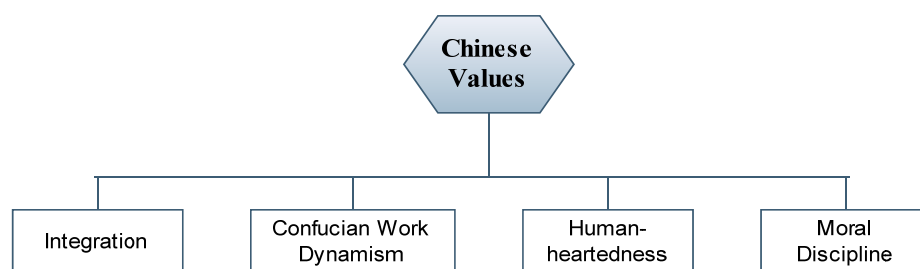 Chinese
Values
Integration
Confucian Work
Dynamism
Human-
heartedness
Moral
Discipline